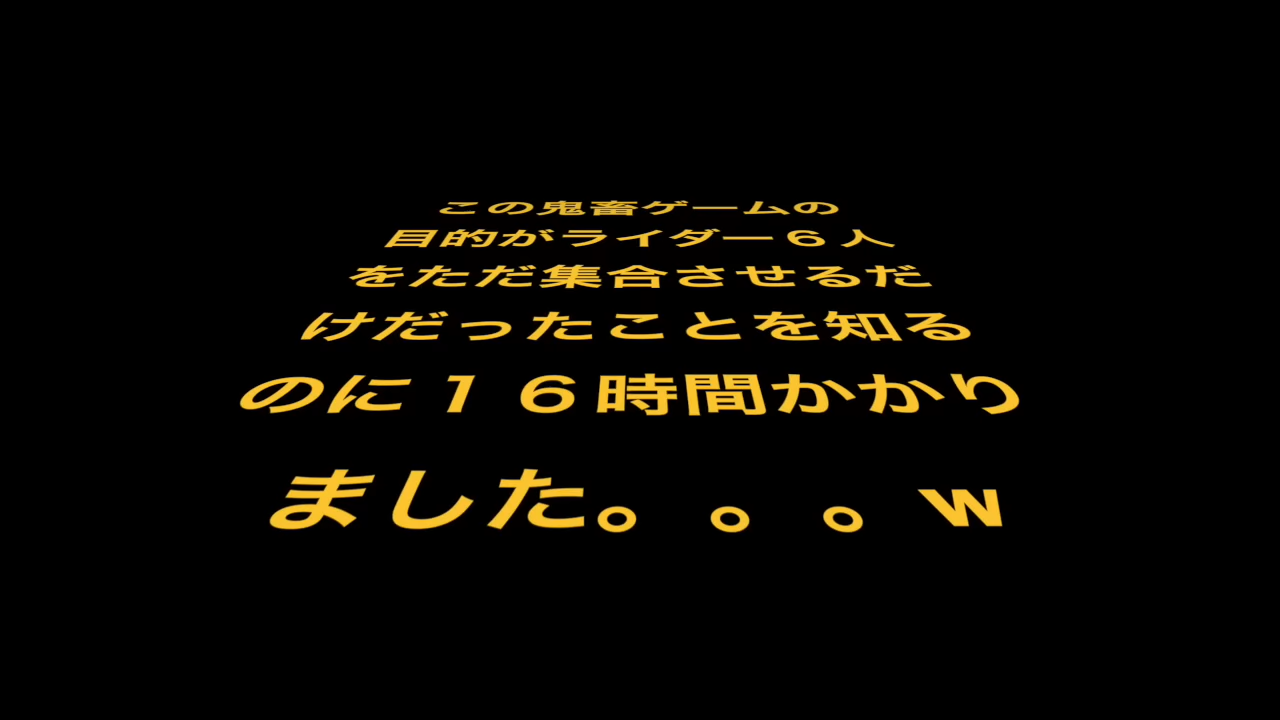 この鬼畜ゲームの
目的がライダー６人
をただ集合させるだ
けだったことを知る
のに１６時間かかり
ました。。。w